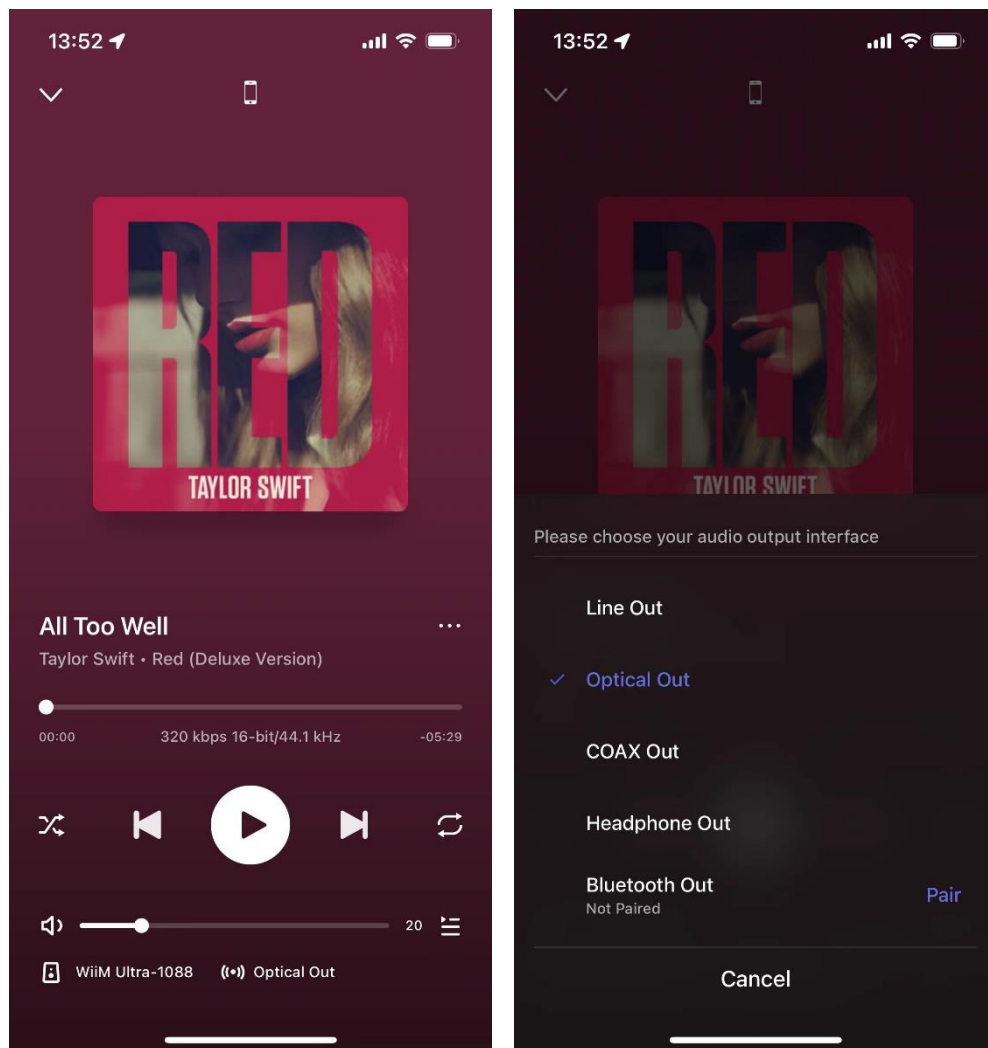 13:52
RED
TAYLOR SWIFT
All Too Well
Taylor Swift • Red (Deluxe Version)
00:00 320 kbps 16-bit/44.1 kHz -05:29
20
WiiM Ultra-1088 Optical Out
13:52
RED
TAYLOR SWIFT
Please choose your audio output interface
Line Out
Optical Out
COAX Out
Headphone Out
Bluetooth Out
Not Paired
Pair
Cancel